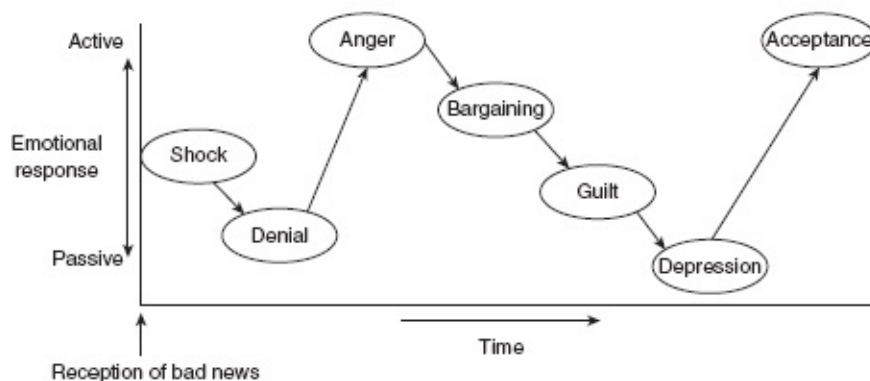 Active
Anger
Acceptance
Bargaining
Emotional
response
Shock
Guilt
Denial
Passive
Depression
Time
Reception of bad news